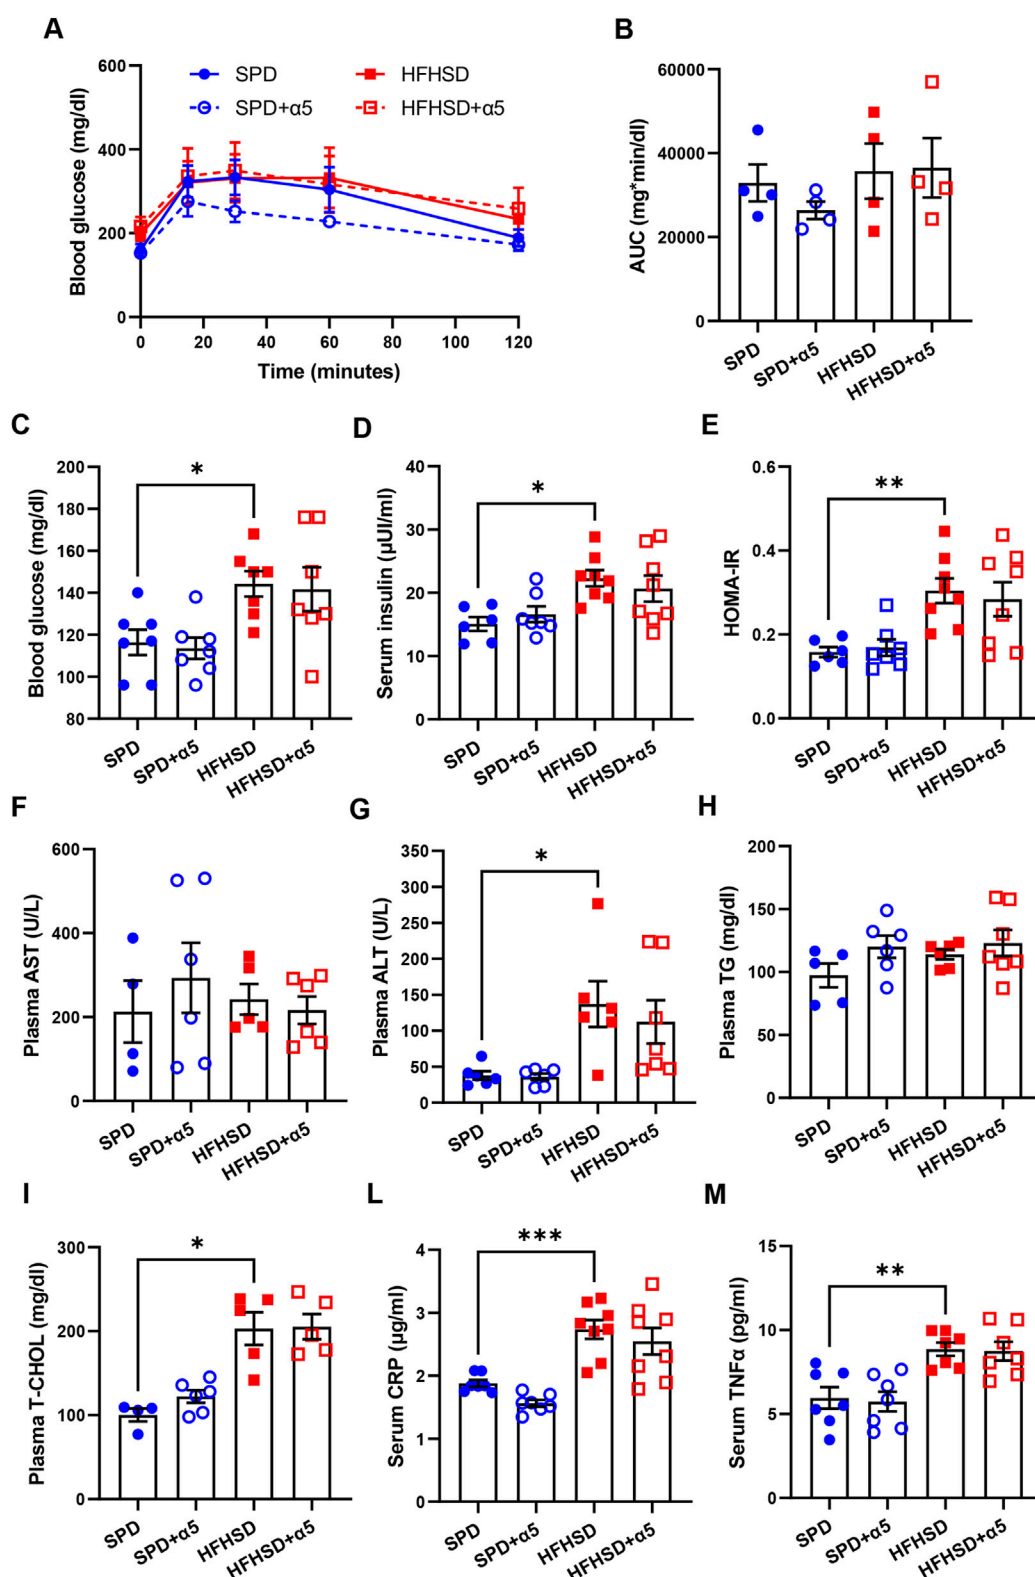 A
Blood glucose (mg/dl)
600
400
200
0
SPD
HFHSD
SPD+α5
HFHSD+α5
0 20 40 60 80 100 120
Time (minutes)
B
AUC (mg*min/dl)
60000
40000
20000
0
SPD SPD+α5 HFHSD HFHSD+α5
C
Blood glucose (mg/dl)
200
180
160
140
120
100
80
*
SPD SPD+α5 HFHSD HFHSD+α5
D
Serum insulin (μUI/ml)
40
30
20
10
0
*
SPD SPD+α5 HFHSD HFHSD+α5
E
HOMA-IR
0.6
0.4
0.2
0.0
**
SPD SPD+α5 HFHSD HFHSD+α5
F
Plasma AST (U/L)
600
400
200
0
SPD SPD+α5 HFHSD HFHSD+α5
G
Plasma ALT (U/L)
350
300
250
200
150
100
50
0
*
SPD SPD+α5 HFHSD HFHSD+α5
H
Plasma TG (mg/dl)
200
150
100
50
0
SPD SPD+α5 HFHSD HFHSD+α5
I
Plasma T-CHOL (mg/dl)
300
200
100
0
*
SPD SPD+α5 HFHSD HFHSD+α5
L
Serum CRP (μg/ml)
4
3
2
1
0
***
SPD SPD+α5 HFHSD HFHSD+α5
M
Serum TNFα (pg/ml)
15
10
5
0
**
SPD SPD+α5 HFHSD HFHSD+α5